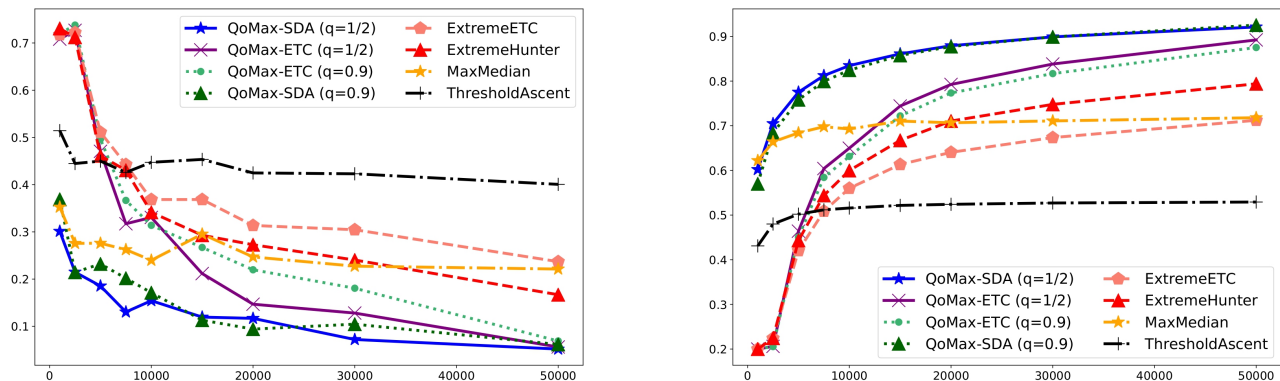 0.7
0.6
0.5
0.4
0.3
0.2
0.1
0
10000
20000
30000
40000
50000
QoMax-SDA (q=1/2)
QoMax-ETC (q=1/2)
QoMax-ETC (q=0.9)
QoMax-SDA (q=0.9)
ExtremeETC
ExtremeHunter
MaxMedian
ThresholdAscent
0.9
0.8
0.7
0.6
0.5
0.4
0.3
0.2
0
10000
20000
30000
40000
50000
QoMax-SDA (q=1/2)
QoMax-ETC (q=1/2)
QoMax-ETC (q=0.9)
QoMax-SDA (q=0.9)
ExtremeETC
ExtremeHunter
MaxMedian
ThresholdAscent